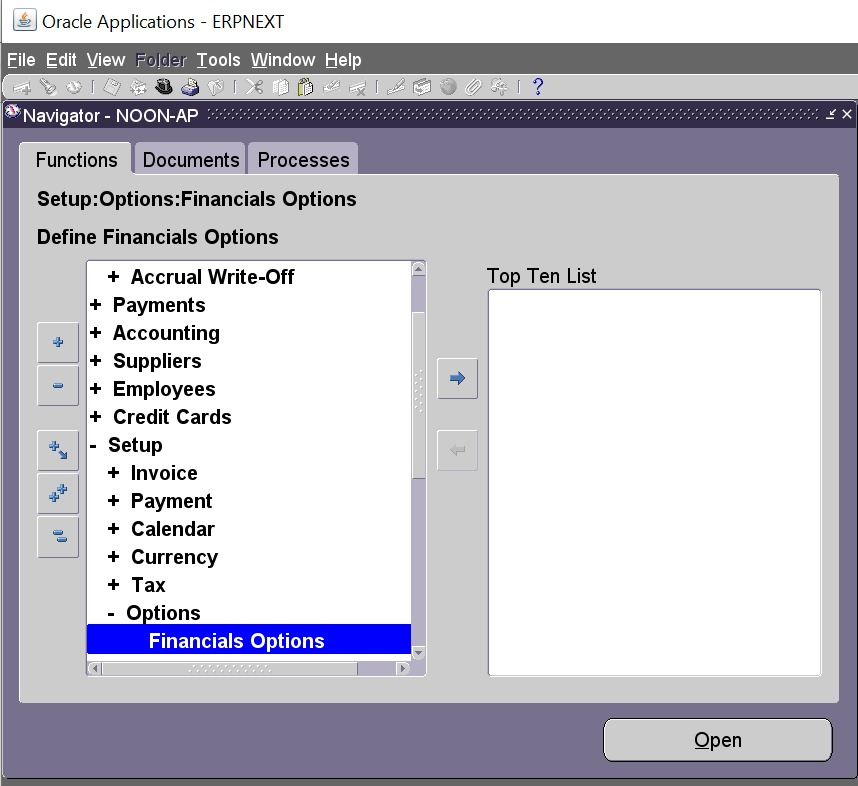 Oracle Applications - ERPNEXT
File Edit View Folder Tools Window Help
?
Navigator - NOON-AP
Functions Documents Processes
Setup:Options:Financials Options
Define Financials Options
Top Ten List
+ Accrual Write-Off
+ Payments
+ Accounting
+ Suppliers
+ Employees
+ Credit Cards
- Setup
+ Invoice
+ Payment
+ Calendar
+ Currency
+ Tax
- Options
Financials Options
Open